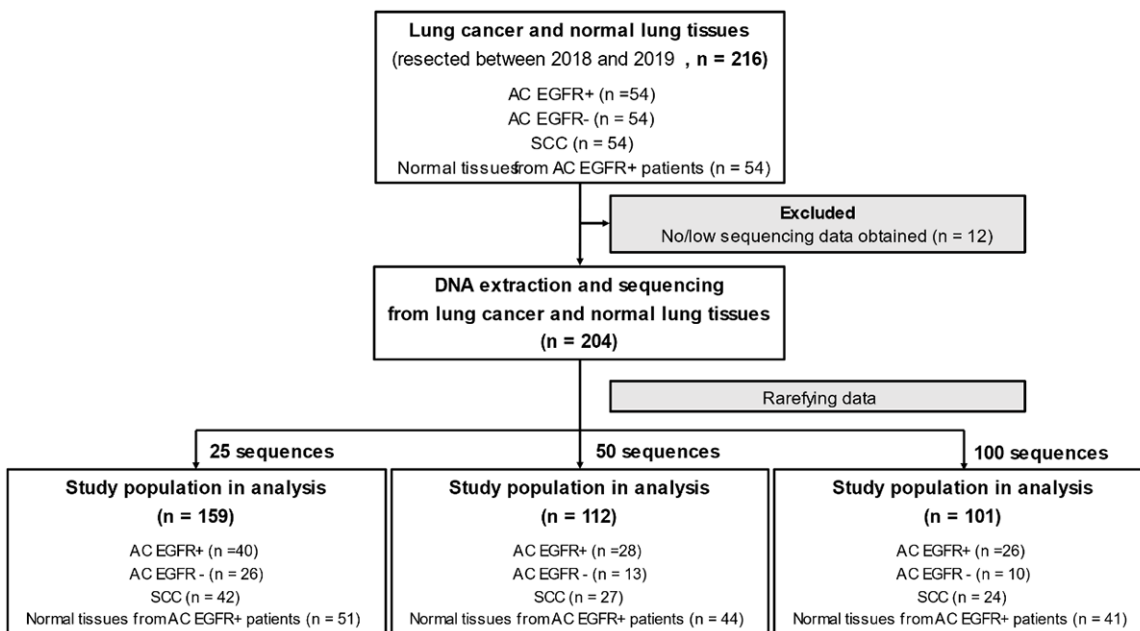 Lung cancer and normal lung tissues
(resected between 2018 and 2019 , n = 216)
AC EGFR+ (n =54)
AC EGFR- (n = 54)
SCC (n = 54)
Normal tissues from AC EGFR+ patients (n = 54)
Excluded
No/low sequencing data obtained (n = 12)
DNA extraction and sequencing
from lung cancer and normal lung tissues
(n = 204)
Rarefying data
25 sequences
50 sequences
100 sequences
Study population in analysis
(n = 159)
AC EGFR+ (n =40)
AC EGFR - (n = 26)
SCC (n = 42)
Normal tissues from AC EGFR+ patients (n = 51)
Study population in analysis
(n = 112)
AC EGFR+ (n =28)
AC EGFR - (n = 13)
SCC (n = 27)
Normal tissues from AC EGFR+ patients (n = 44)
Study population in analysis
(n = 101)
AC EGFR+ (n =26)
AC EGFR - (n = 10)
SCC (n = 24)
Normal tissues from AC EGFR+ patients (n = 41)